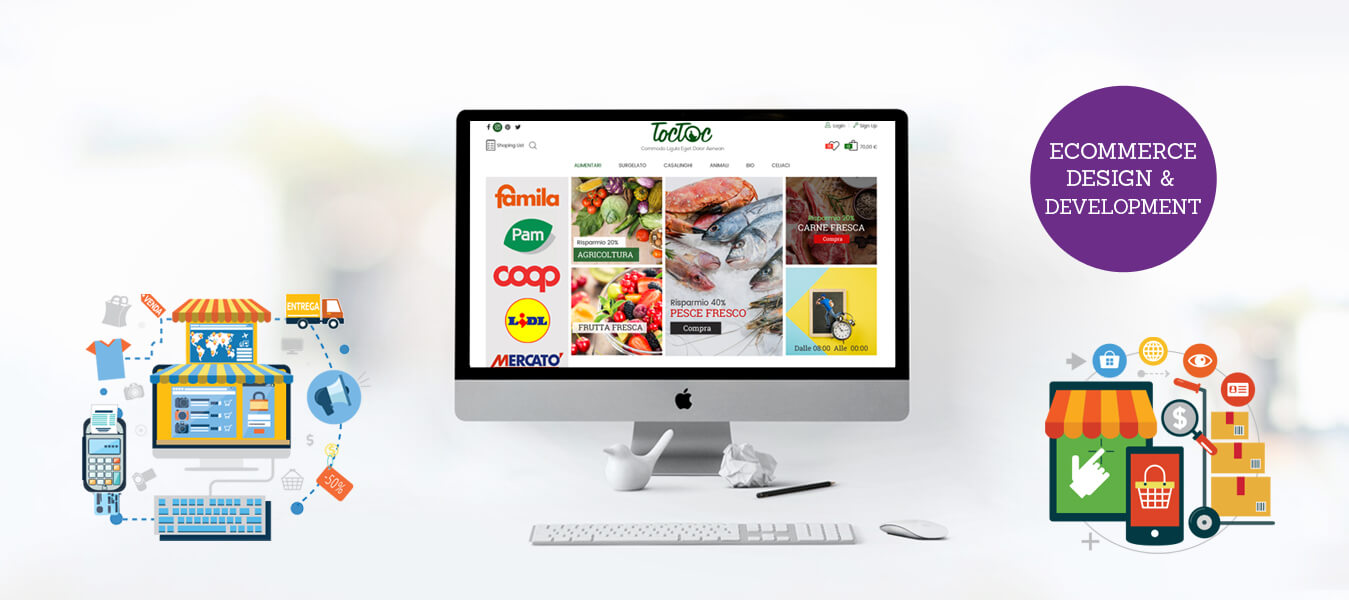 TocToc
Commodo Ligula Eget Dolor Aenean
Login | Sign Up
Shoping List
70,00 €
ALIMENTARI SURGELATO CASALINGHI ANIMALI BIO CELIACI
famila
Pam
coop
LIDL
MERCATO'
Risparmio 20%
AGRICOLTURA
FRUTTA FRESCA
Risparmio 40%
PESCE FRESCO
Compra
Risparmio 20%
CARNE FRESCA
Compra
Dalle 08:00 Alle 00:00
ECOMMERCE
DESIGN &
DEVELOPMENT
VENDA
ENTREGA
-50%